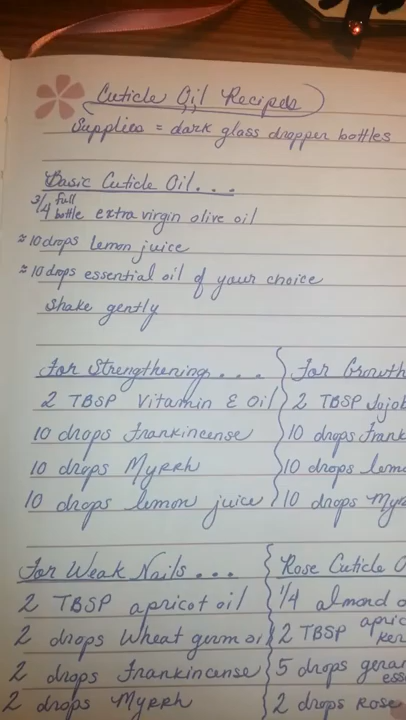 Cuticle Oil Recipes
Supplies = dark glass dropper bottles
Basic Cuticle Oil...
3/4 full bottle extra virgin olive oil
≈10 drops lemon juice
≈10 drops essential oil of your choice
Shake gently
For Strengthening...
2 TBSP Vitamin E Oil
10 drops Frankincense
10 drops Myrrh
10 drops lemon juice
For Growth
2 TBSP Jojob
10 drops Frank
10 drops lemo
10 drops Myr
For Weak Nails...
2 TBSP apricot oil
2 drops Wheat germ oil
2 drops Frankincense
2 drops Myrrh
Rose Cuticle O
1/4 almond o
2 TBSP apric
ker
5 drops geran
ess
2 drops Rose